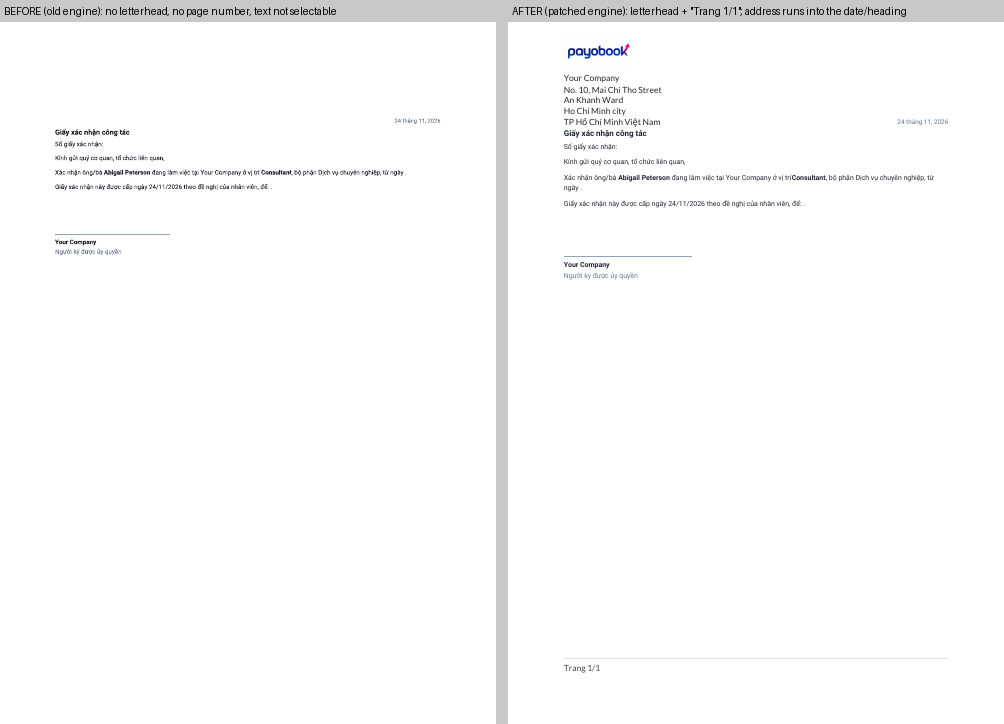 BEFORE (old engine): no letterhead, no page number, text not selectable
24 tháng 11, 2026
Giấy xác nhận công tác
Số giấy xác nhận:
Kính gửi quý cơ quan, tổ chức liên quan,
Xác nhận ông/bà Abigail Peterson đang làm việc tại Your Company ở vị trí Consultant, bộ phận Dịch vụ chuyên nghiệp, từ ngày .
Giấy xác nhận này được cấp ngày 24/11/2026 theo đề nghị của nhân viên, để: .
Your Company
Người ký được ủy quyền
AFTER (patched engine): letterhead + "Trang 1/1"; address runs into the date/heading
payobook
Your Company
No. 10, Mai Chi Tho Street
An Khanh Ward
Ho Chi Minh city
TP Hồ Chí Minh Việt Nam
24 tháng 11, 2026
Giấy xác nhận công tác
Số giấy xác nhận:
Kính gửi quý cơ quan, tổ chức liên quan,
Xác nhận ông/bà Abigail Peterson đang làm việc tại Your Company ở vị trí Consultant, bộ phận Dịch vụ chuyên nghiệp, từ
ngày .
Giấy xác nhận này được cấp ngày 24/11/2026 theo đề nghị của nhân viên, để: .
Your Company
Người ký được ủy quyền
Trang 1/1